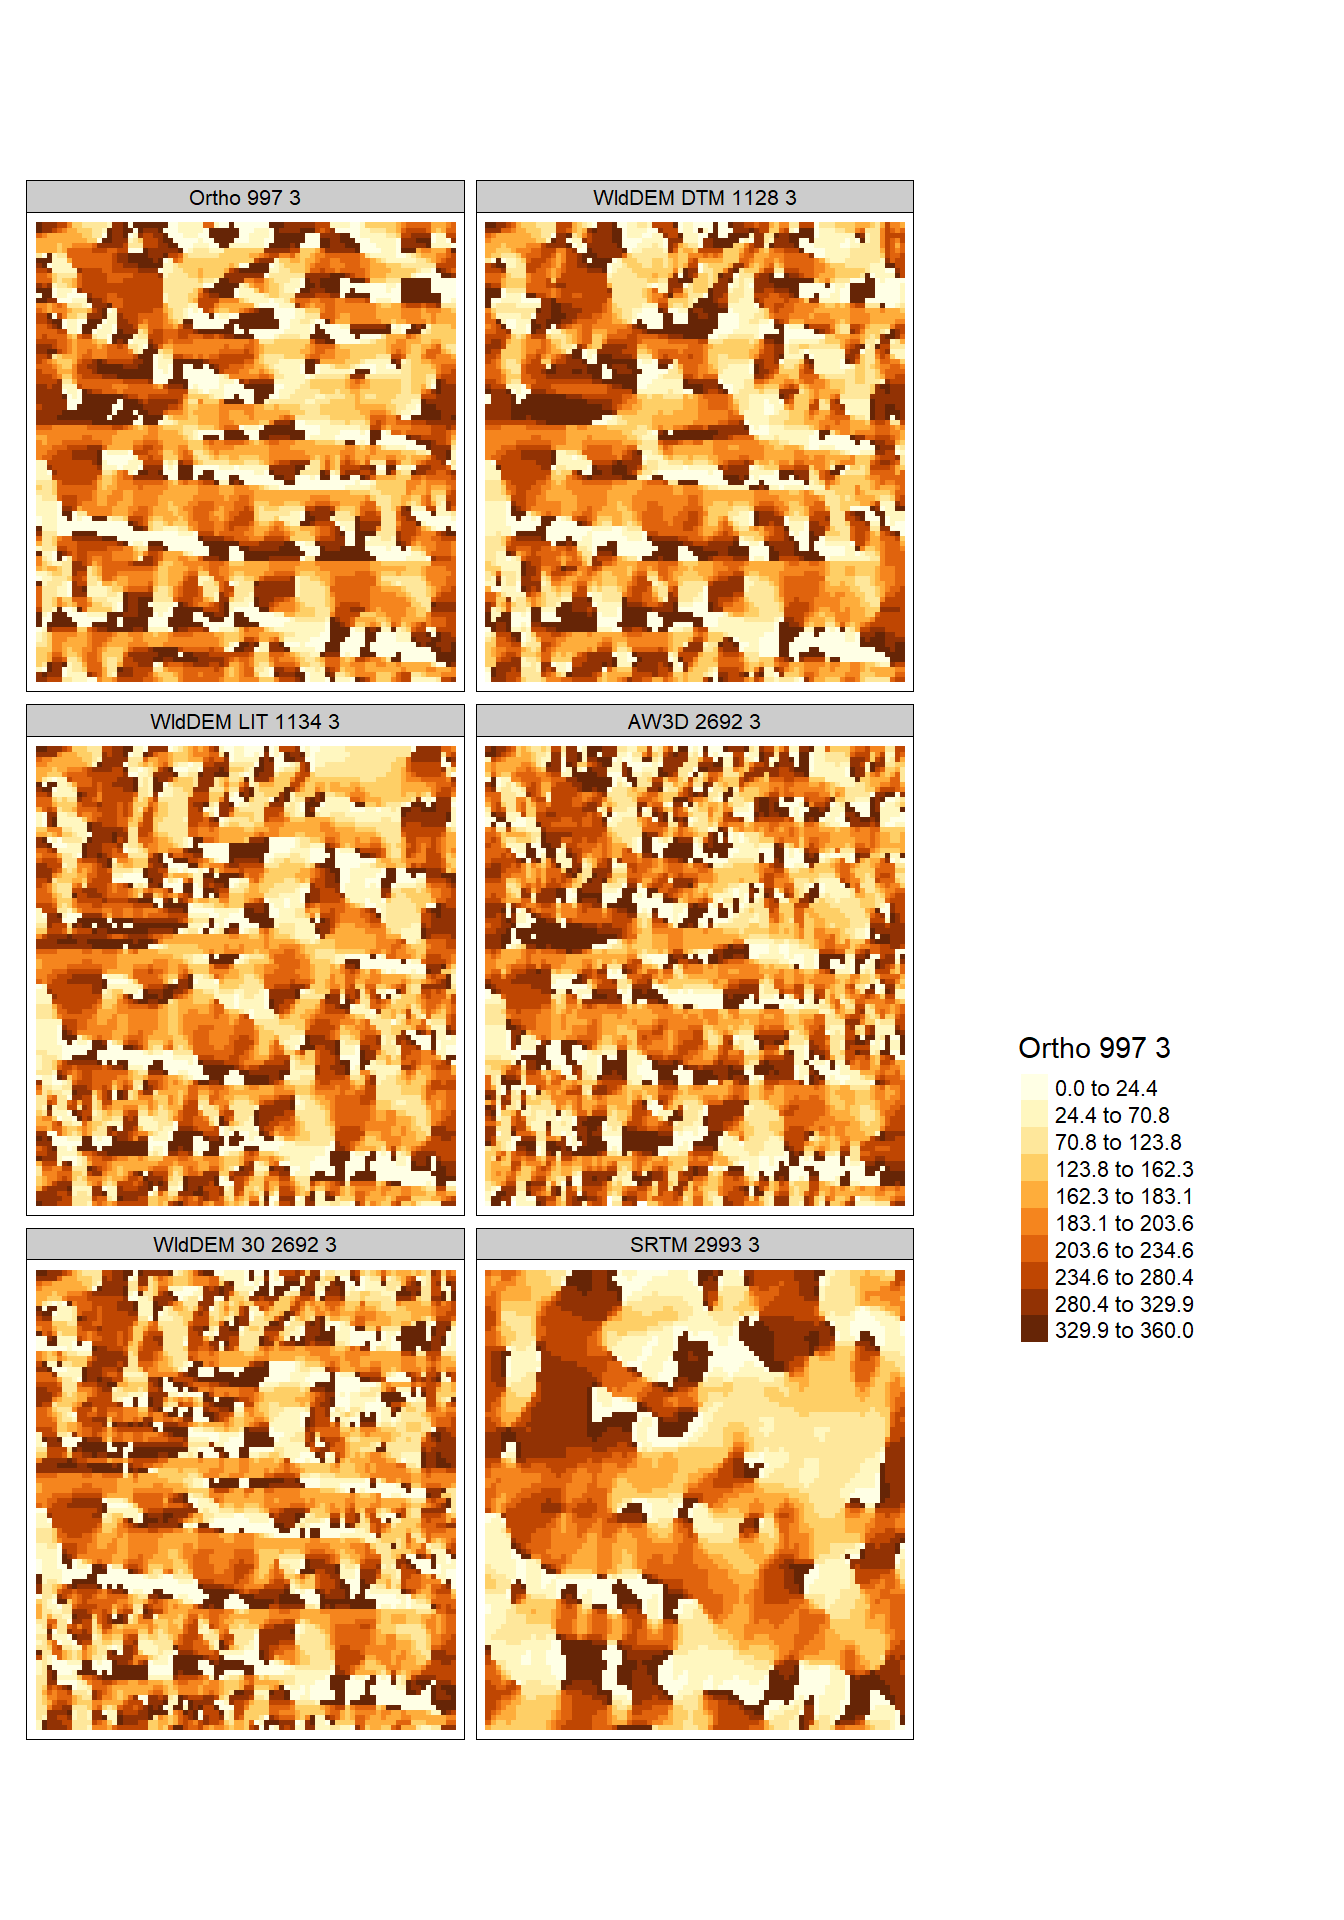 Ortho 997 3
WldDEM DTM 1128 3
WldDEM LIT 1134 3
AW3D 2692 3
WldDEM 30 2692 3
SRTM 2993 3
Ortho 997 3
0.0 to 24.4
24.4 to 70.8
70.8 to 123.8
123.8 to 162.3
162.3 to 183.1
183.1 to 203.6
203.6 to 234.6
234.6 to 280.4
280.4 to 329.9
329.9 to 360.0